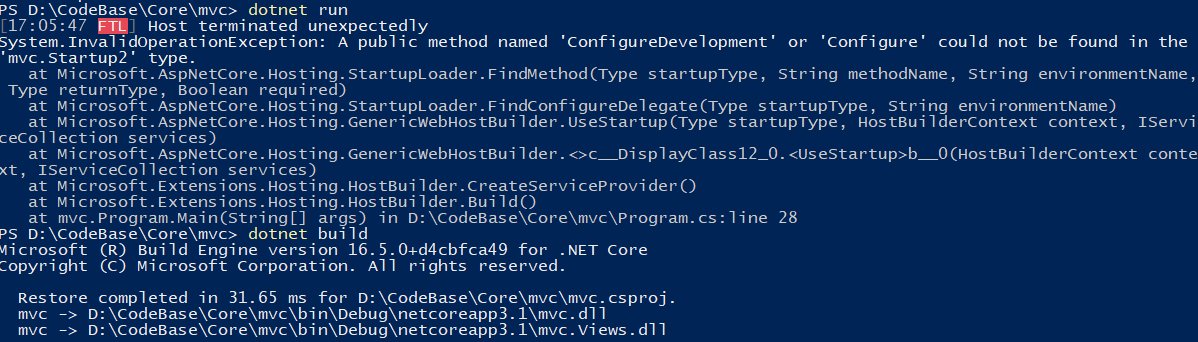 PS D:\CodeBase\Core\mvc> dotnet run
[17:05:47 FTL] Host terminated unexpectedly
System.InvalidOperationException: A public method named 'ConfigureDevelopment' or 'Configure' could not be found in the
'mvc.Startup2' type.
   at Microsoft.AspNetCore.Hosting.StartupLoader.FindMethod(Type startupType, String methodName, String environmentName,
 Type returnType, Boolean required)
   at Microsoft.AspNetCore.Hosting.StartupLoader.FindConfigureDelegate(Type startupType, String environmentName)
   at Microsoft.AspNetCore.Hosting.GenericWebHostBuilder.UseStartup(Type startupType, HostBuilderContext context, IServi
ceCollection services)
   at Microsoft.AspNetCore.Hosting.GenericWebHostBuilder.<>c__DisplayClass12_0.<UseStartup>b__0(HostBuilderContext conte
xt, IServiceCollection services)
   at Microsoft.Extensions.Hosting.HostBuilder.CreateServiceProvider()
   at Microsoft.Extensions.Hosting.HostBuilder.Build()
   at mvc.Program.Main(String[] args) in D:\CodeBase\Core\mvc\Program.cs:line 28
PS D:\CodeBase\Core\mvc> dotnet build
Microsoft (R) Build Engine version 16.5.0+d4cbfca49 for .NET Core
Copyright (C) Microsoft Corporation. All rights reserved.
  Restore completed in 31.65 ms for D:\CodeBase\Core\mvc\mvc.csproj.
  mvc -> D:\CodeBase\Core\mvc\bin\Debug\netcoreapp3.1\mvc.dll
  mvc -> D:\CodeBase\Core\mvc\bin\Debug\netcoreapp3.1\mvc.Views.dll